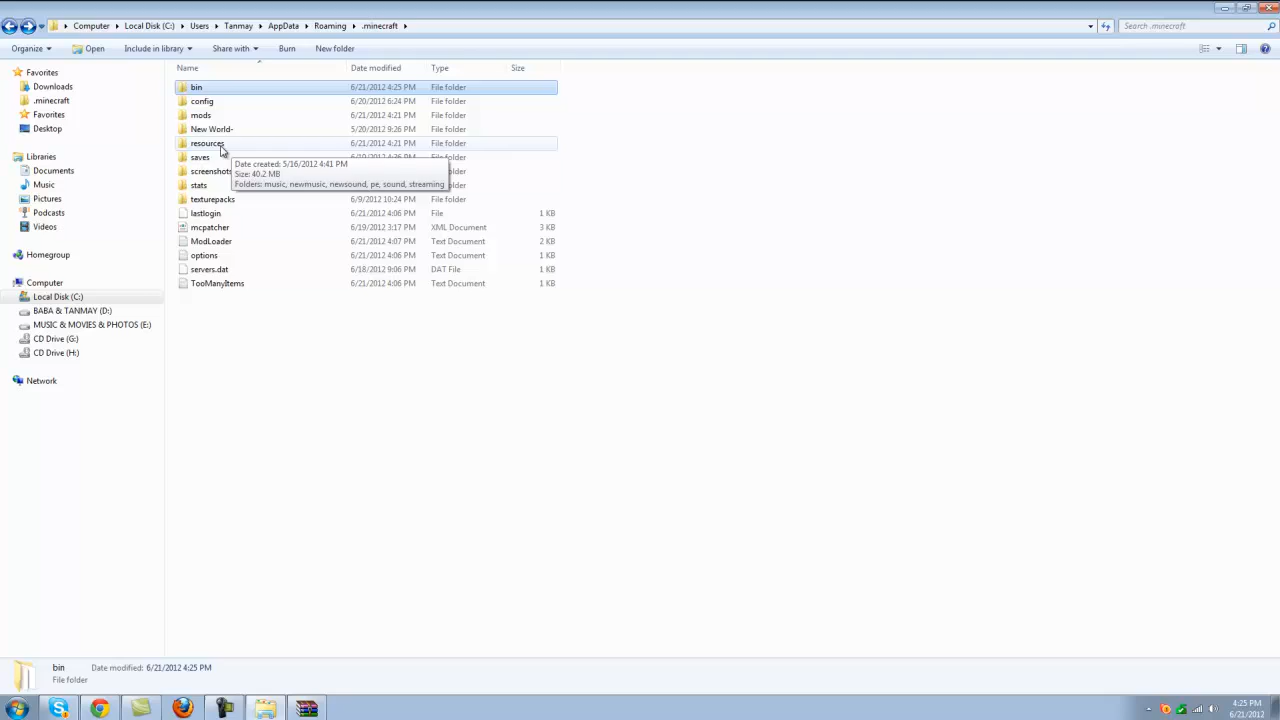 Computer ▸ Local Disk (C:) ▸ Users ▸ Tanmay ▸ AppData ▸ Roaming ▸ .minecraft ▸
Search .minecraft
Organize Open Include in library Share with Burn New folder
Name Date modified Type Size
Favorites
Downloads
.minecraft
Favorites
Desktop
Libraries
Documents
Music
Pictures
Podcasts
Videos
Homegroup
Computer
Local Disk (C:)
BABA & TANMAY (D:)
MUSIC & MOVIES & PHOTOS (E:)
CD Drive (G:)
CD Drive (H:)
Network
bin 6/21/2012 4:25 PM File folder
config 6/20/2012 6:24 PM File folder
mods 6/21/2012 4:21 PM File folder
New World- 5/20/2012 9:26 PM File folder
resources 6/21/2012 4:21 PM File folder
saves File folder
Date created: 5/16/2012 4:41 PM
Size: 40.2 MB
Folders: music, newmusic, newsound, pe, sound, streaming
screenshots File folder
stats File folder
texturepacks 6/9/2012 10:24 PM File folder
lastlogin 6/21/2012 4:06 PM File 1 KB
mcpatcher 6/19/2012 3:17 PM XML Document 3 KB
ModLoader 6/21/2012 4:07 PM Text Document 2 KB
options 6/21/2012 4:06 PM Text Document 1 KB
servers.dat 6/18/2012 9:06 PM DAT File 1 KB
TooManyItems 6/21/2012 4:06 PM Text Document 1 KB
bin Date modified: 6/21/2012 4:25 PM
File folder
4:25 PM
6/21/2012